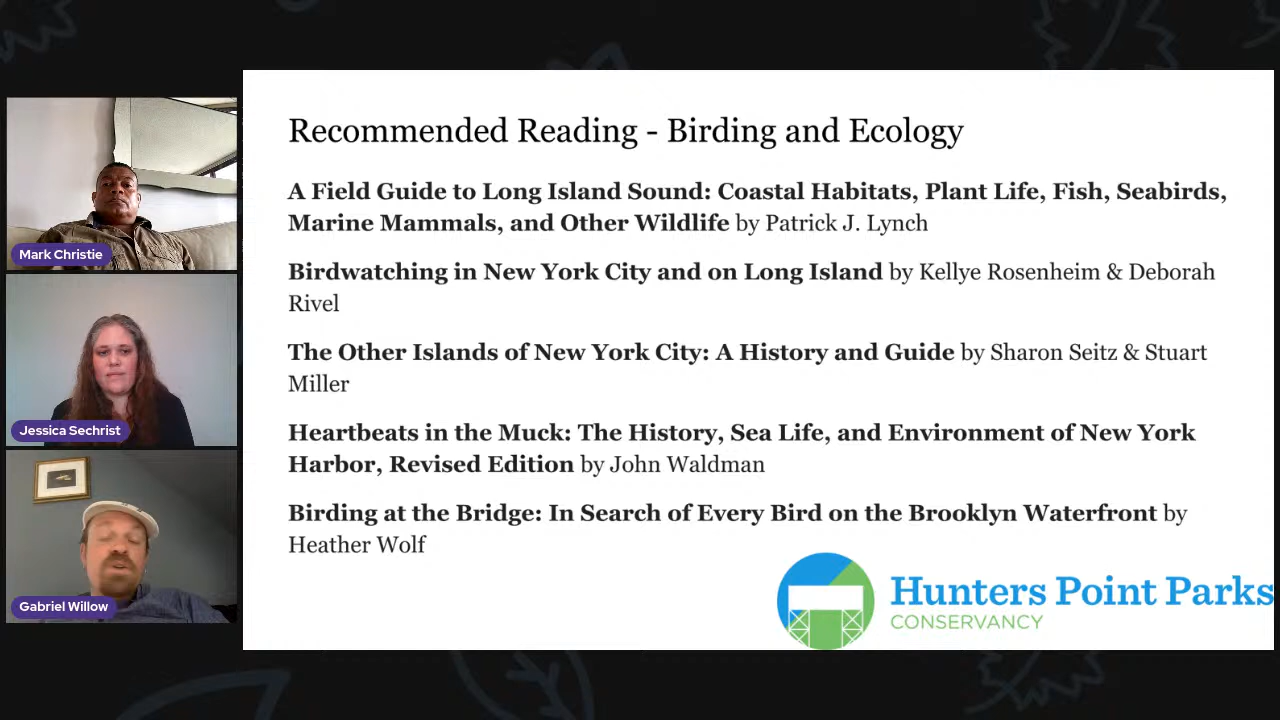 Recommended Reading - Birding and Ecology
A Field Guide to Long Island Sound: Coastal Habitats, Plant Life, Fish, Seabirds,
Marine Mammals, and Other Wildlife by Patrick J. Lynch
Birdwatching in New York City and on Long Island by Kellye Rosenheim & Deborah
Rivel
The Other Islands of New York City: A History and Guide by Sharon Seitz & Stuart
Miller
Heartbeats in the Muck: The History, Sea Life, and Environment of New York
Harbor, Revised Edition by John Waldman
Birding at the Bridge: In Search of Every Bird on the Brooklyn Waterfront by
Heather Wolf
Hunters Point Parks
CONSERVANCY
Mark Christie
Jessica Sechrist
Gabriel Willow